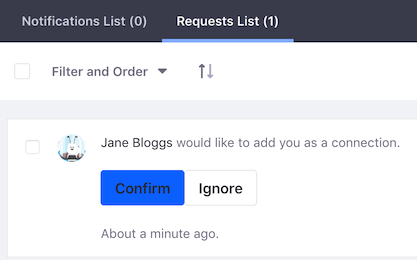 Notifications List (0) Requests List (1)
Filter and Order
Jane Bloggs would like to add you as a connection.
Confirm Ignore
About a minute ago.